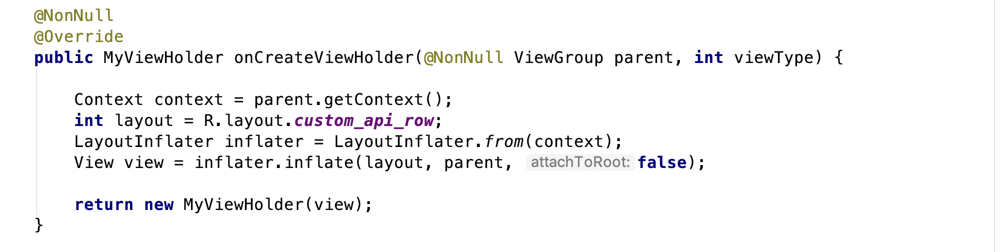 @NonNull
@Override
public MyViewHolder onCreateViewHolder(@NonNull ViewGroup parent, int viewType) {
Context context = parent.getContext();
int layout = R.layout.custom_api_row;
LayoutInflater inflater = LayoutInflater.from(context);
View view = inflater.inflate(layout, parent, attachToRoot: false);
return new MyViewHolder(view);
}